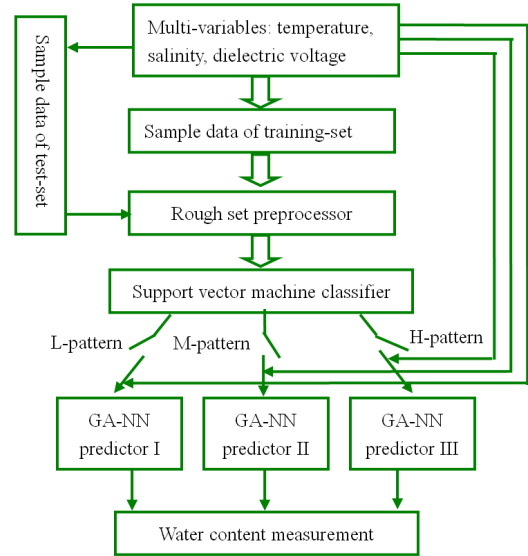 Multi-variables: temperature,
salinity, dielectric voltage
Sample data of
test-set
Sample data of training-set
Rough set preprocessor
Support vector machine classifier
L-pattern
M-pattern
H-pattern
GA-NN
predictor I
GA-NN
predictor II
GA-NN
predictor III
Water content measurement